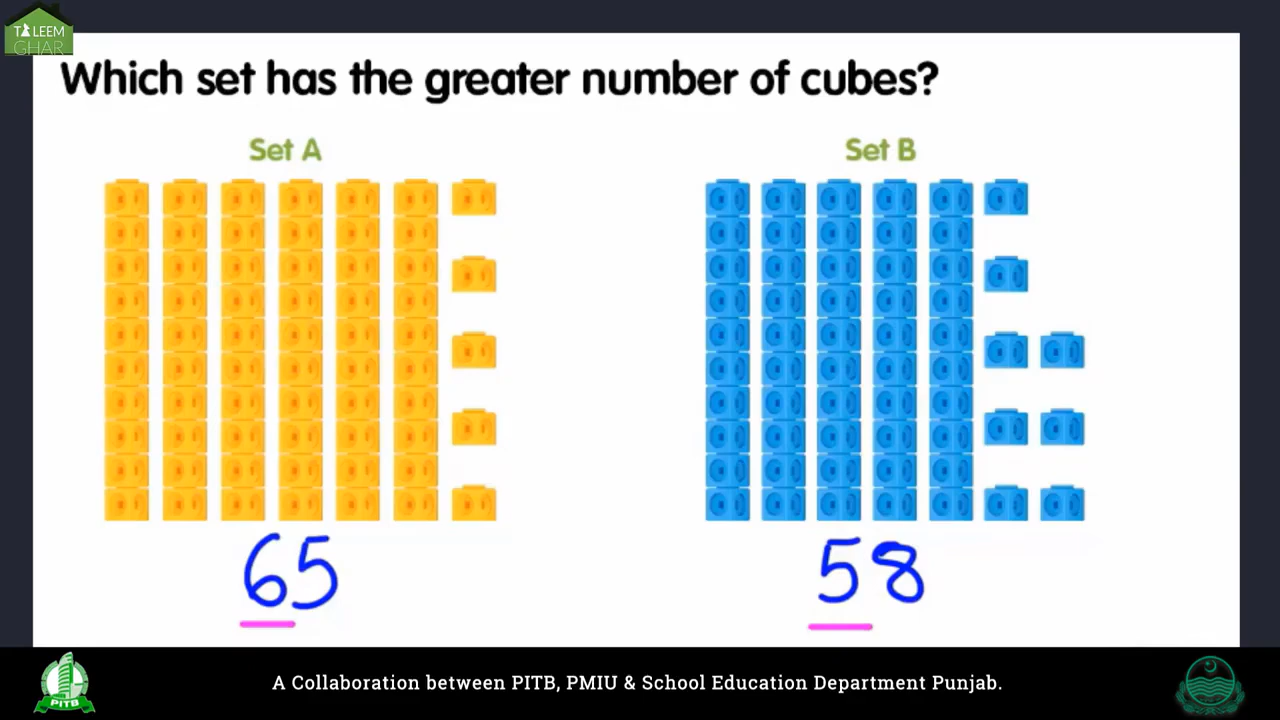 TALEEM
GHAR
Which set has the greater number of cubes?
Set A
Set B
65
58
PITB
A Collaboration between PITB, PMIU & School Education Department Punjab.